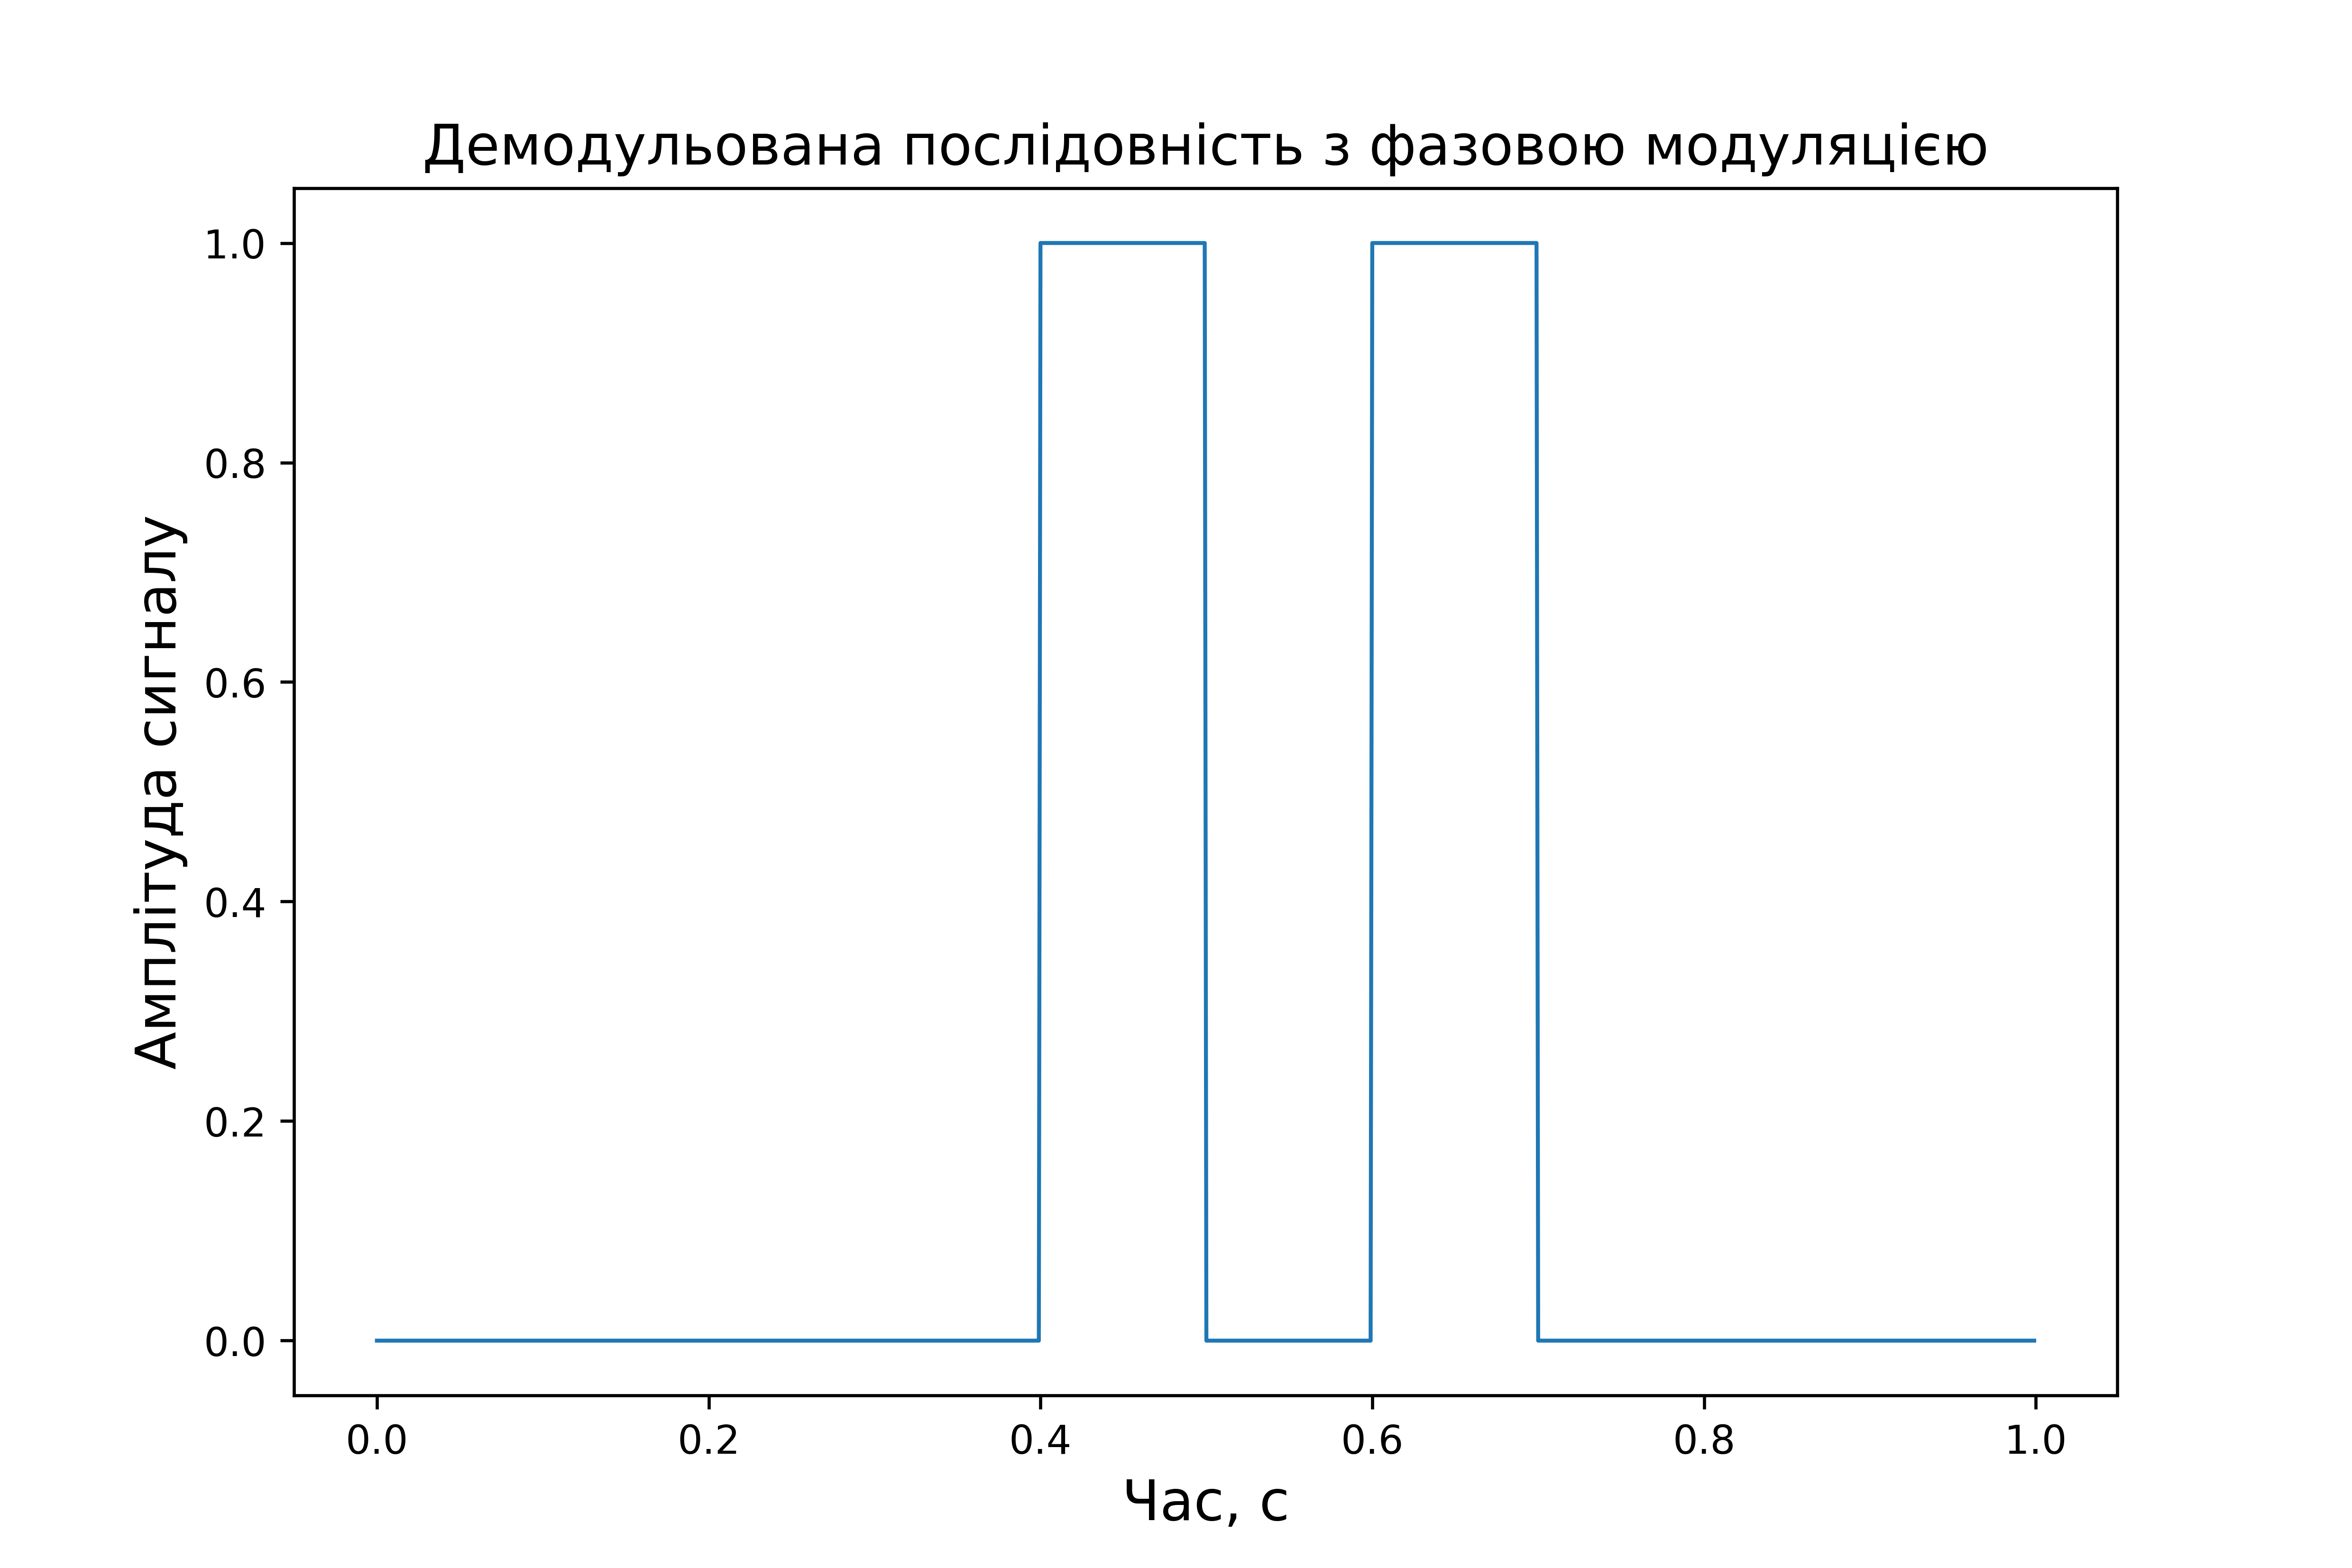 Демодульована послідовність з фазовою модуляцією
Амплітуда сигналу
1.0
0.8
0.6
0.4
0.2
0.0
0.0 0.2 0.4 0.6 0.8 1.0
Час, с